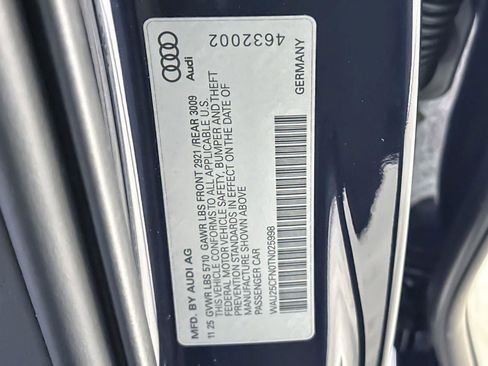 MFD. BY AUDI AG
11 25 GVWR LBS 5710 GAWR LBS FRONT 2921 /REAR 3009
THIS VEHICLE CONFORMS TO ALL APPLICABLE U.S.
FEDERAL MOTOR VEHICLE SAFETY, BUMPER AND THEFT
PREVENTION STANDARDS IN EFFECT ON THE DATE OF
MANUFACTURE SHOWN ABOVE
PASSENGER CAR
WAU25CFN0TN025998
Audi
GERMANY
4632002